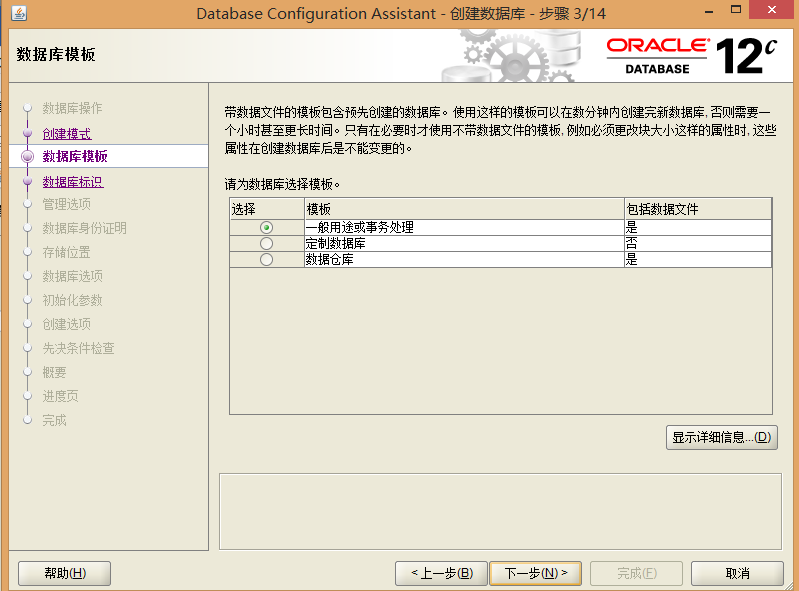 Database Configuration Assistant - 创建数据库 - 步骤 3/14
数据库模板
ORACLE®
DATABASE
12c
数据库操作
创建模式
数据库模板
数据库标识
管理选项
数据库身份证明
存储位置
数据库选项
初始化参数
创建选项
先决条件检查
概要
进度页
完成
带数据文件的模板包含预先创建的数据库。使用这样的模板可以在数分钟内创建完新数据库, 否则需要一
个小时甚至更长时间。只有在必要时才使用不带数据文件的模板, 例如必须更改块大小这样的属性时, 这些
属性在创建数据库后是不能变更的。
请为数据库选择模板。
选择 模板 包括数据文件
一般用途或事务处理 是
定制数据库 否
数据仓库 是
显示详细信息...(D)
帮助(H) < 上一步(B) 下一步(N) > 完成(F) 取消